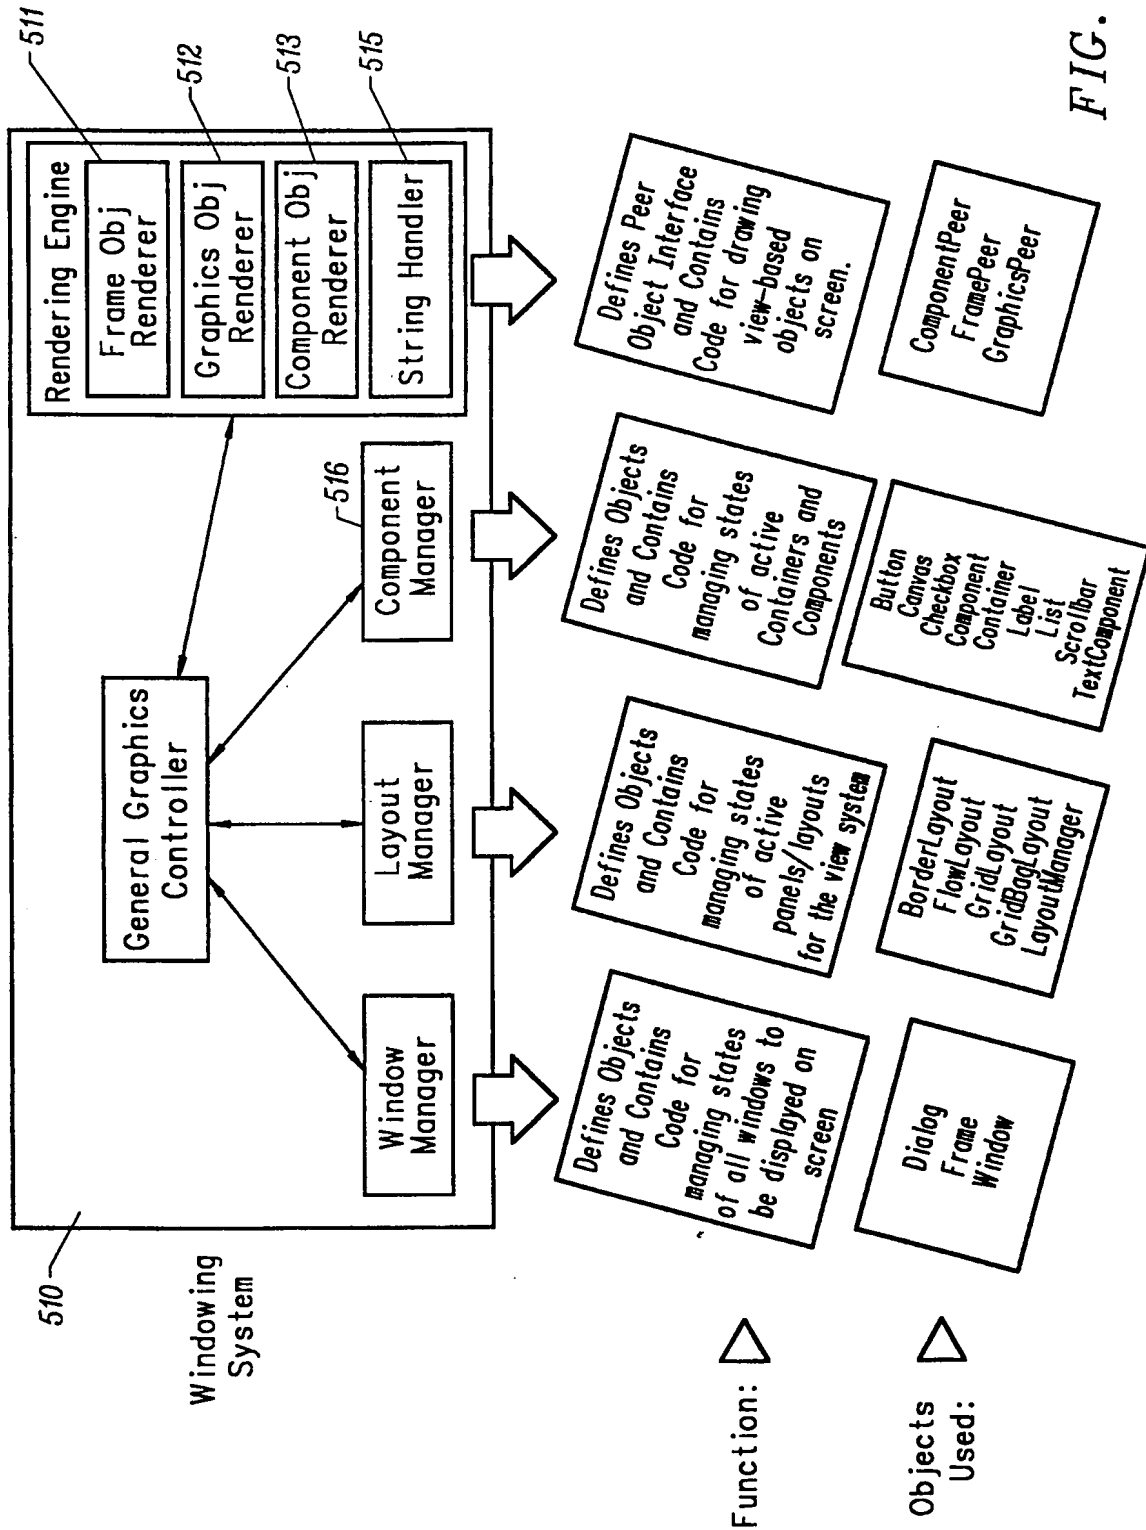 510
Windowing
System
General Graphics
Controller
Window
Manager
Layout
Manager
516
Component
Manager
Rendering Engine
Frame Obj
Renderer
511
Graphics Obj
Renderer
512
Component Obj
Renderer
513
String Handler
515
Function:
Defines Objects
and Contains
Code for
managing states
of all windows to
be displayed on
screen
Defines Objects
and Contains
Code for
managing states
of active
panels/layouts
for the view system
Defines Objects
and Contains
Code for
managing states
of active
Containers and
Components
Defines Peer
Object Interface
and Contains
Code for drawing
view-based
objects on
screen.
Objects
Used:
Dialog
Frame
Window
BorderLayout
FlowLayout
GridLayout
GridBagLayout
LayoutManager
Button
Canvas
Checkbox
Component
Container
Label
List
Scrollbar
TextComponent
ComponentPeer
FramePeer
GraphicsPeer
FIG.